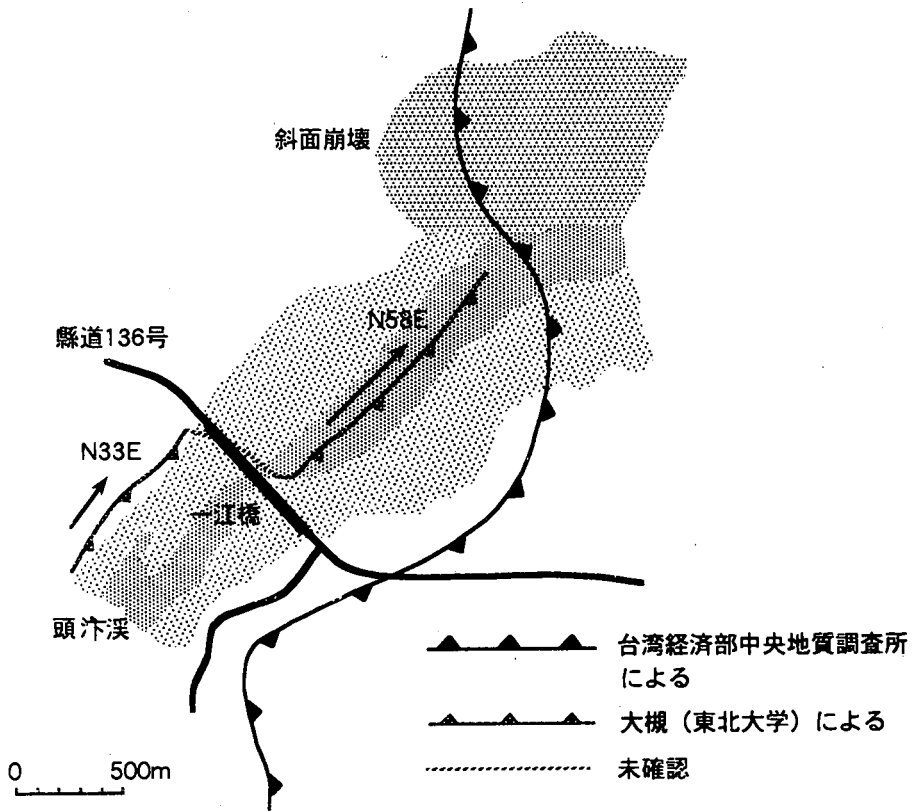 斜面崩壊
N58E
縣道136号
N33E
一江橋
頭汴渓
台湾経済部中央地質調査所
による
大槻（東北大学）による
未確認
0 500m